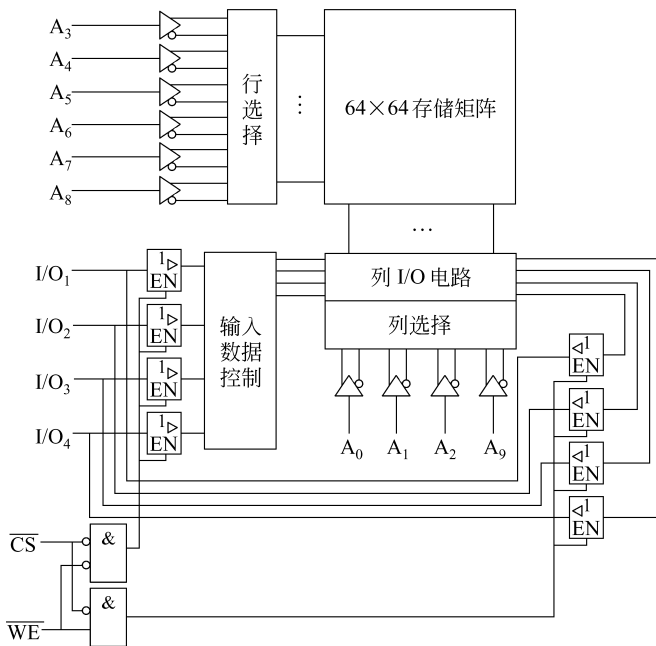 A₃
A₄
A₅
A₆
A₇
A₈
行选择
⋮
64×64存储矩阵
⋯
I/O₁
I/O₂
I/O₃
I/O₄
1▷
EN
1▷
EN
1▷
EN
1▷
EN
输入
数据
控制
列 I/O 电路
列选择
A₀
A₁
A₂
A₉
◁1
EN
◁1
EN
◁1
EN
◁1
EN
C̅S̅
&
W̅E̅
&